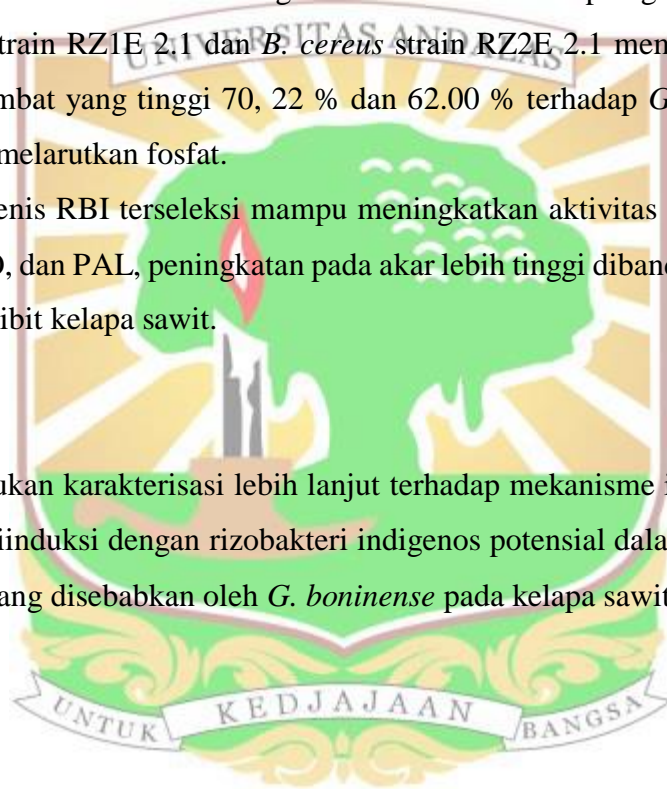 UNIVERSITAS ANDALAS
train RZ1E 2.1 dan B. cereus strain RZ2E 2.1 men
mbat yang tinggi 70, 22 % dan 62.00 % terhadap G
melarutkan fosfat.
enis RBI terseleksi mampu meningkatkan aktivitas
, dan PAL, peningkatan pada akar lebih tinggi diban
ibit kelapa sawit.
ukan karakterisasi lebih lanjut terhadap mekanisme i
iinduksi dengan rizobakteri indigenos potensial dala
ang disebabkan oleh G. boninense pada kelapa sawit
UNTUK KEDJAJAAN BANGSA